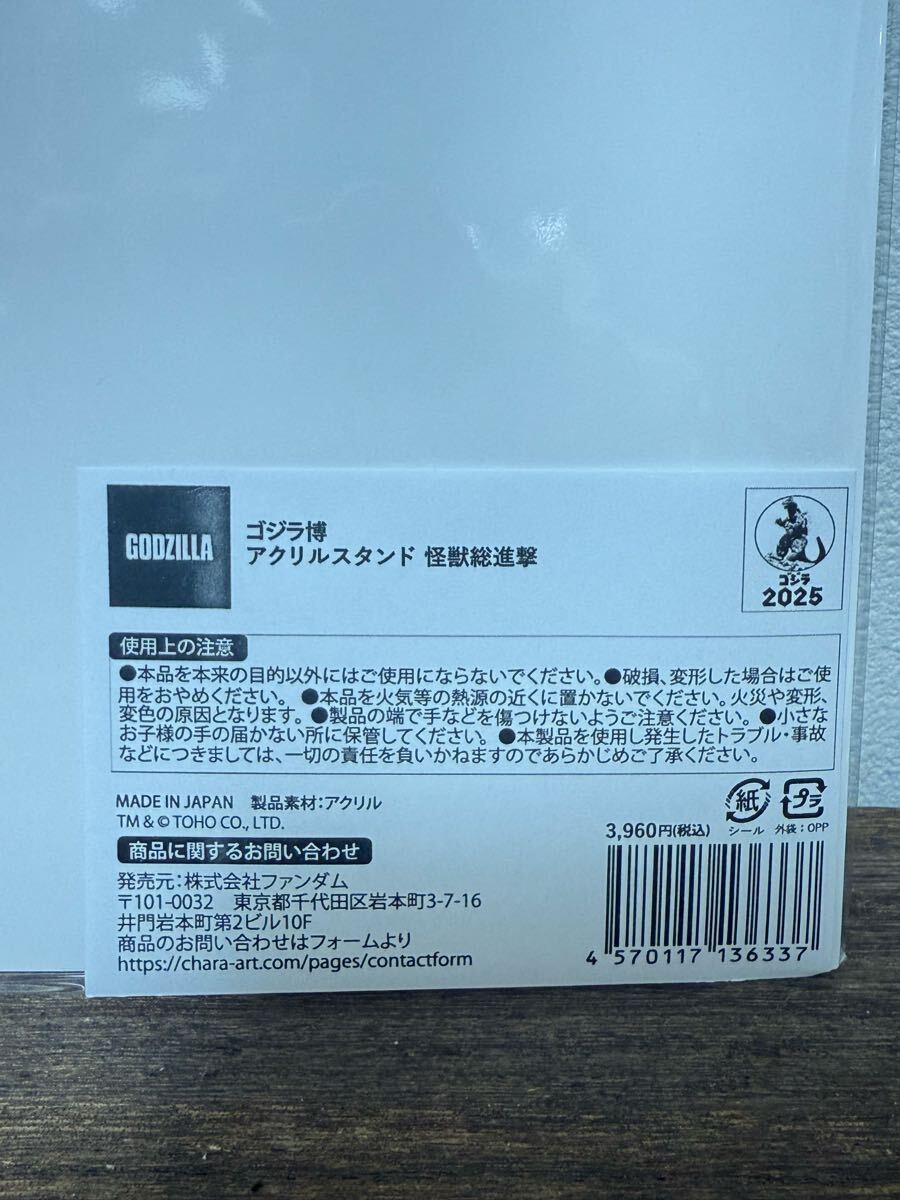 GODZILLA
ゴジラ博
アクリルスタンド 怪獣総進撃
ゴジラ
2025
使用上の注意
●本品を本来の目的以外にはご使用にならないでください。●破損、変形した場合はご使
用をおやめください。 ●本品を火気等の熱源の近くに置かないでください。火災や変形、
変色の原因となります。 ●製品の端で手などを傷つけないようご注意ください。 ●小さな
お子様の手の届かない所に保管してください。 ●本製品を使用し発生したトラブル・事故
などにつきましては、一切の責任を負いかねますのであらかじめご了承ください。
MADE IN JAPAN 製品素材:アクリル
TM & © TOHO CO., LTD.
3,960円(税込)
紙
シール
プラ
外袋:OPP
商品に関するお問い合わせ
発売元:株式会社ファンダム
〒101-0032 東京都千代田区岩本町3-7-16
井門岩本町第2ビル10F
商品のお問い合わせはフォームより
https://chara-art.com/pages/contactform
4 570117 136337